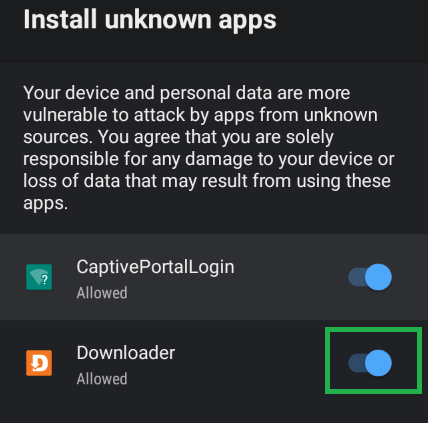 Install unknown apps
Your device and personal data are more
vulnerable to attack by apps from unknown
sources. You agree that you are solely
responsible for any damage to your device or
loss of data that may result from using these
apps.
?
CaptivePortalLogin
Allowed
Downloader
Allowed